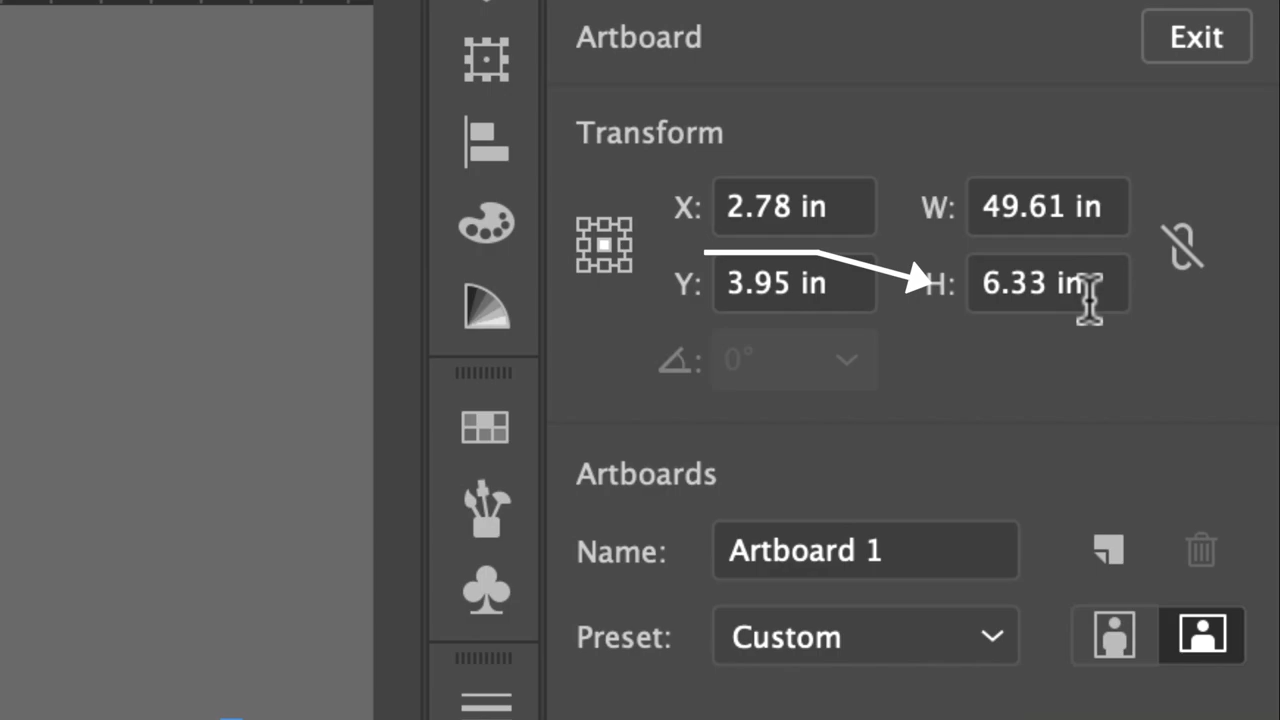 Artboard Exit
Transform
X: 2.78 in W: 49.61 in
Y: 3.95 in H: 6.33 in
: 0°
Artboards
Name: Artboard 1
Preset: Custom